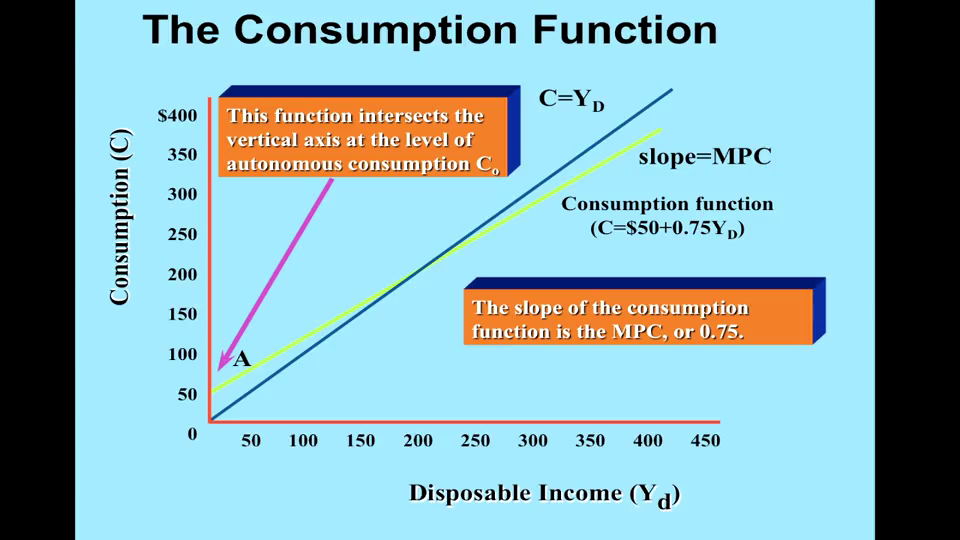 The Consumption Function
C=YD
$400
350
300
250
200
150
100
50
0
Consumption (C)
This function intersects the
vertical axis at the level of
autonomous consumption Co
slope=MPC
Consumption function
(C=$50+0.75YD)
The slope of the consumption
function is the MPC, or 0.75.
A
50 100 150 200 250 300 350 400 450
Disposable Income (Yd)